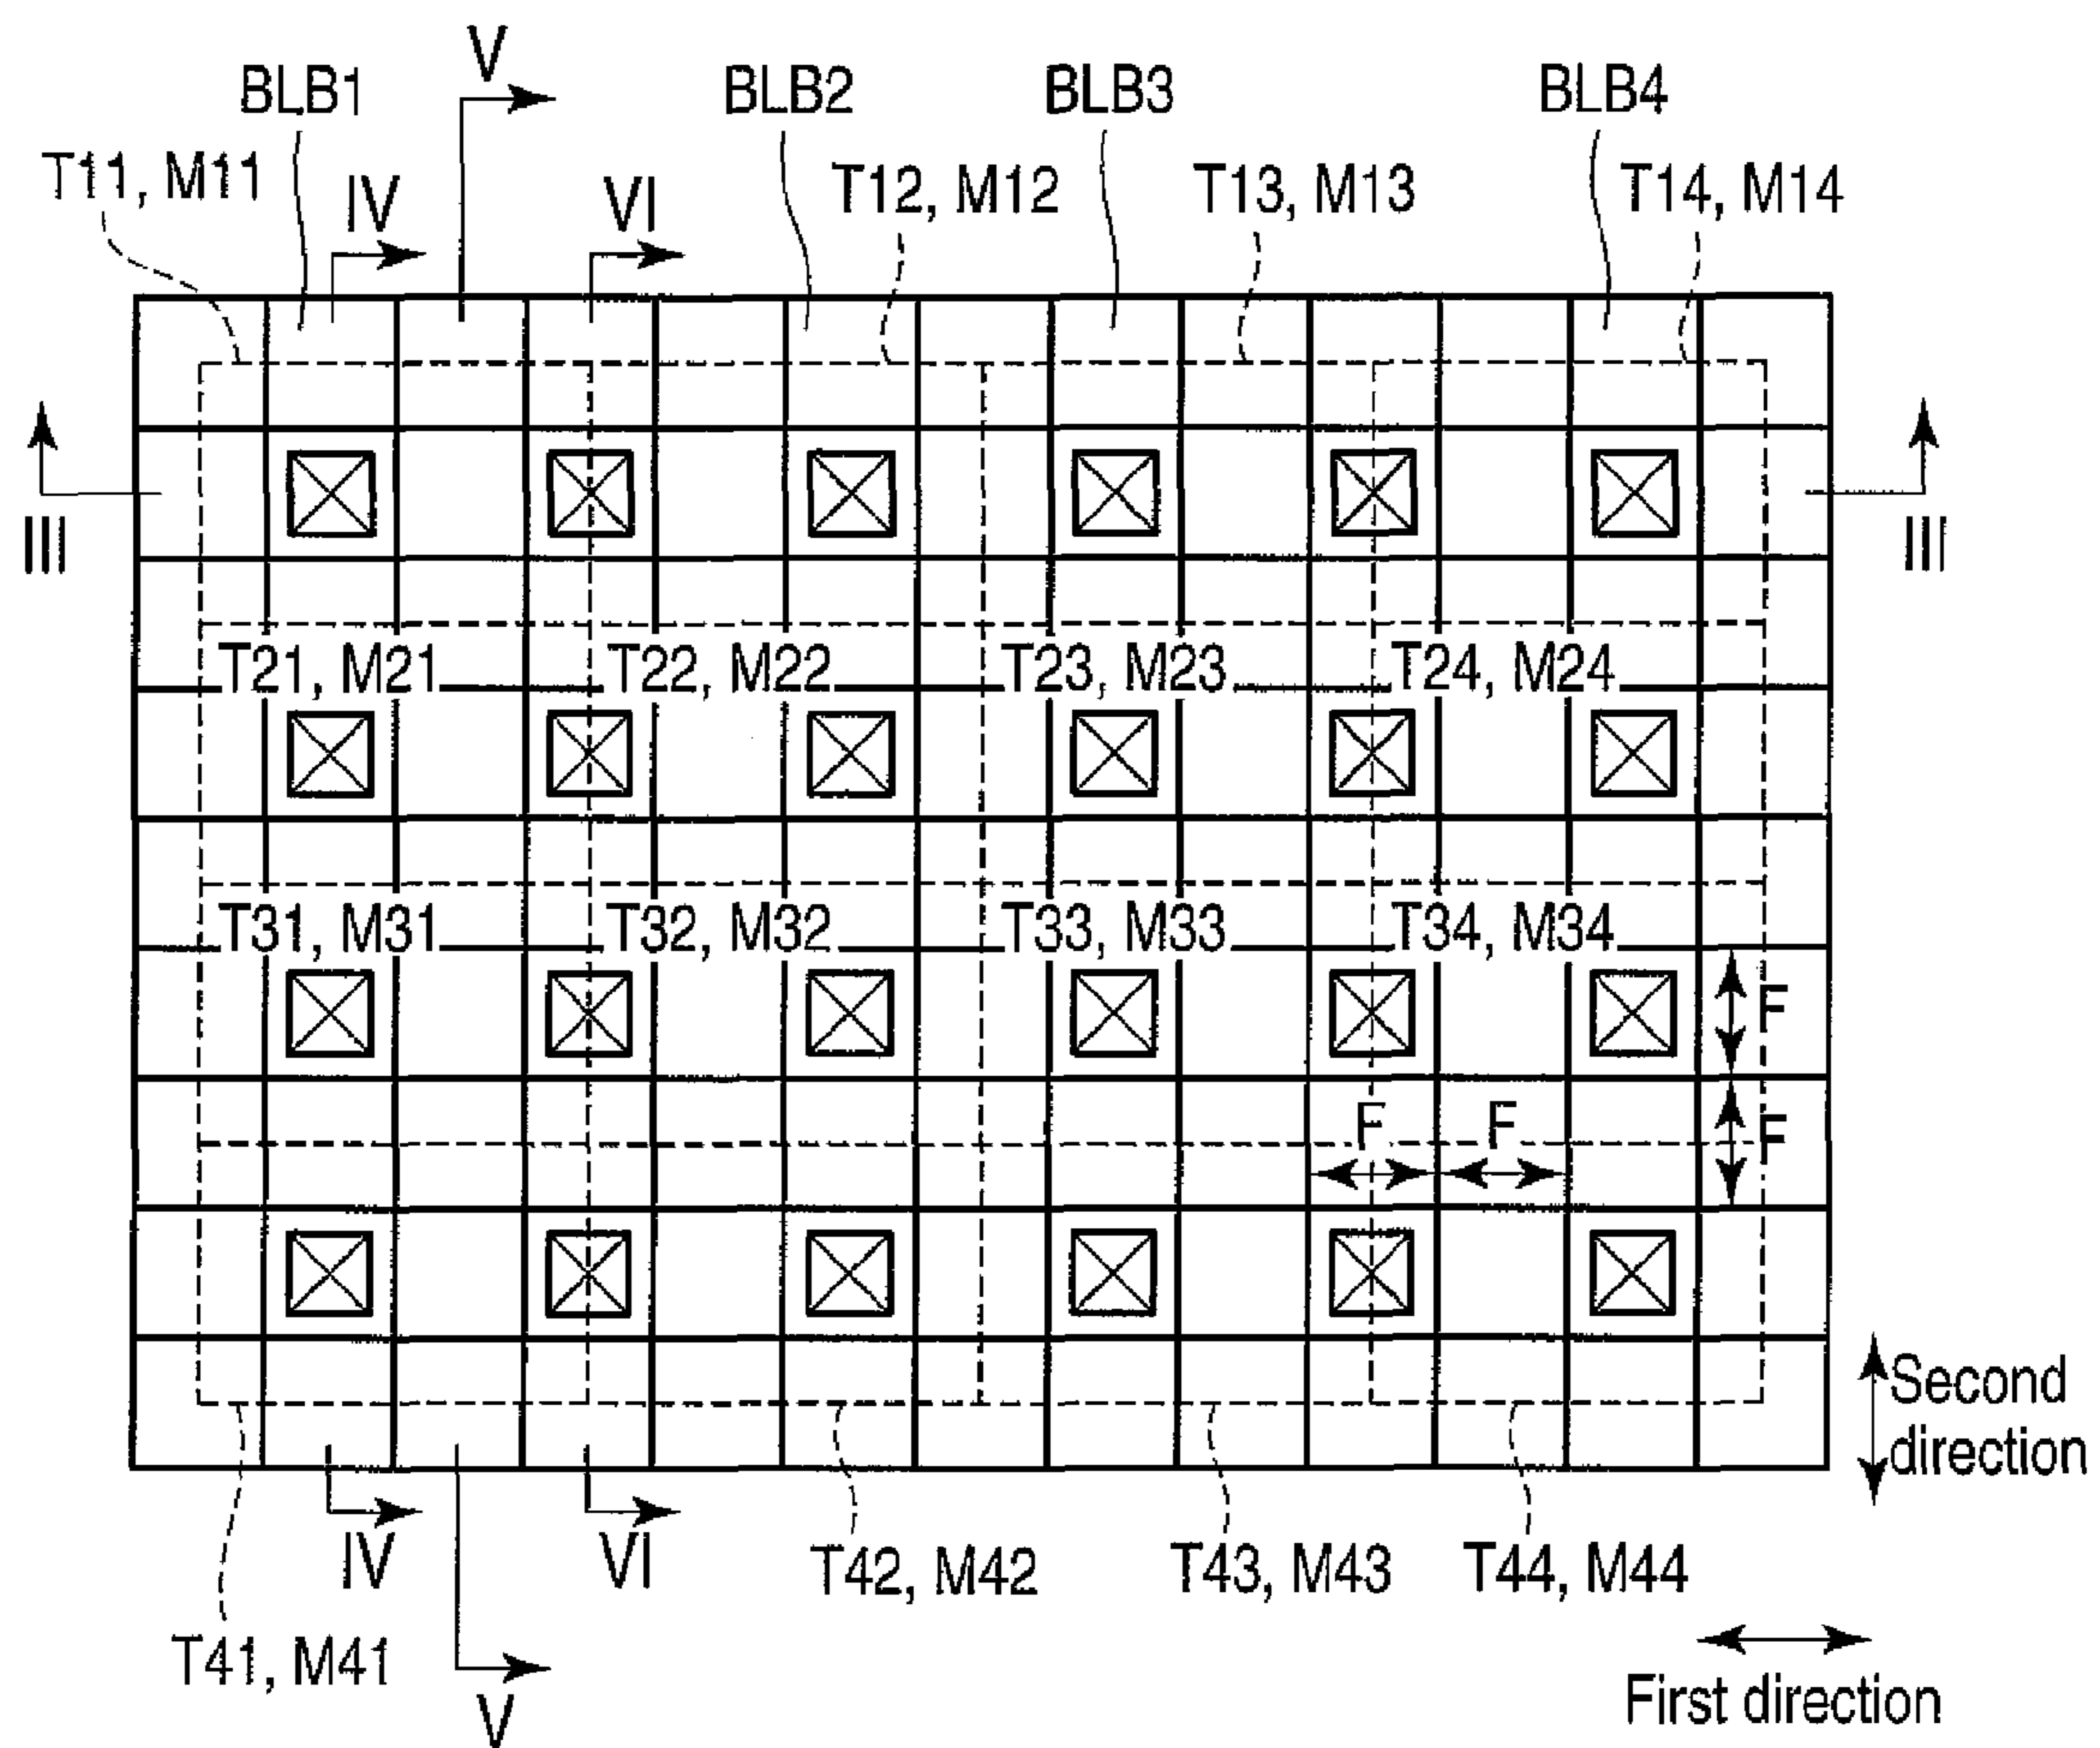 V
BLB1 BLB2 BLB3 BLB4
T11, M11 IV VI T12, M12 T13, M13 T14, M14
III III
T21, M21 T22, M22 T23, M23 T24, M24
T31, M31 T32, M32 T33, M33 T34, M34
F
F F F
Second
direction
IV VI T42, M42 T43, M43 T44, M44
T41, M41
V
First direction